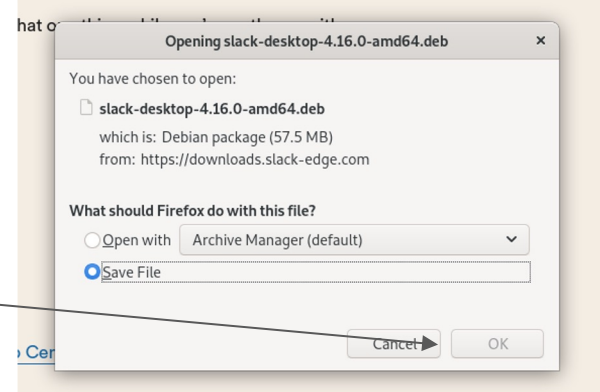 hat o
Opening slack-desktop-4.16.0-amd64.deb
You have chosen to open:
slack-desktop-4.16.0-amd64.deb
which is: Debian package (57.5 MB)
from: https://downloads.slack-edge.com
What should Firefox do with this file?
Open with Archive Manager (default)
Save File
Cancel OK
Cer